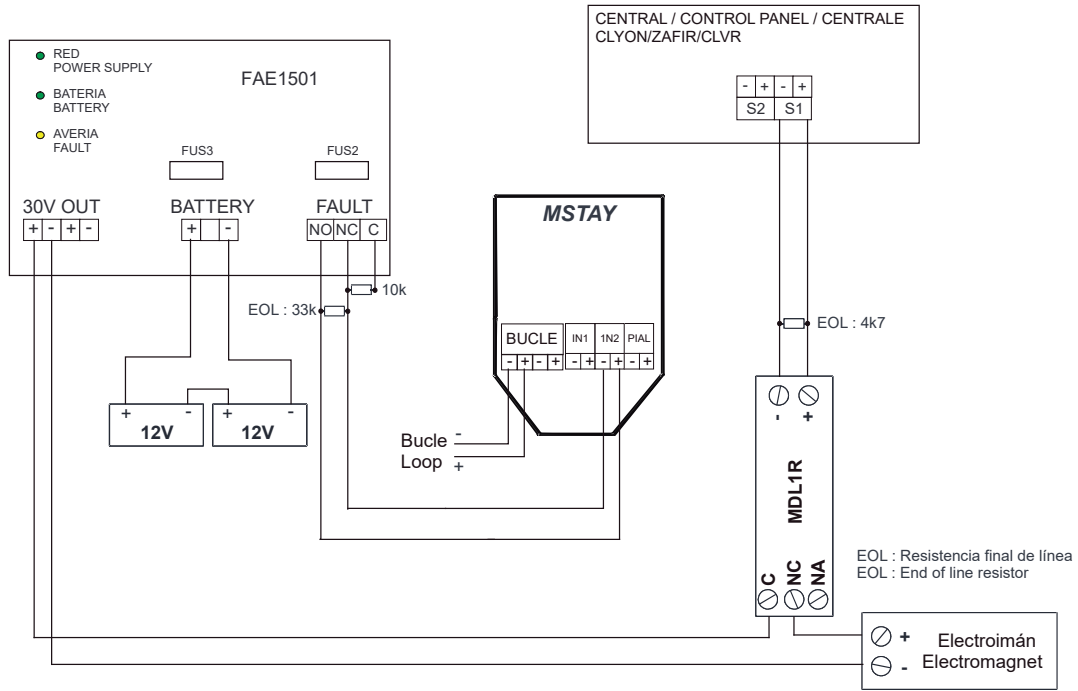 CENTRAL / CONTROL PANEL / CENTRALE
CLYON/ZAFIR/CLVR
- + - +
S2 S1
RED
POWER SUPPLY
BATERIA
BATTERY
AVERIA
FAULT
FAE1501
FUS3
FUS2
30V OUT
BATTERY
FAULT
+ - + -
+ -
NO NC C
10k
EOL : 33k
MSTAY
BUCLE IN1 1N2 PIAL
- + - + - + - + - +
EOL : 4k7
+ -
12V
+ -
12V
Bucle -
Loop +
- +
MDL1R
C NC NA
EOL : Resistencia final de línea
EOL : End of line resistor
+ Electroimán
- Electromagnet